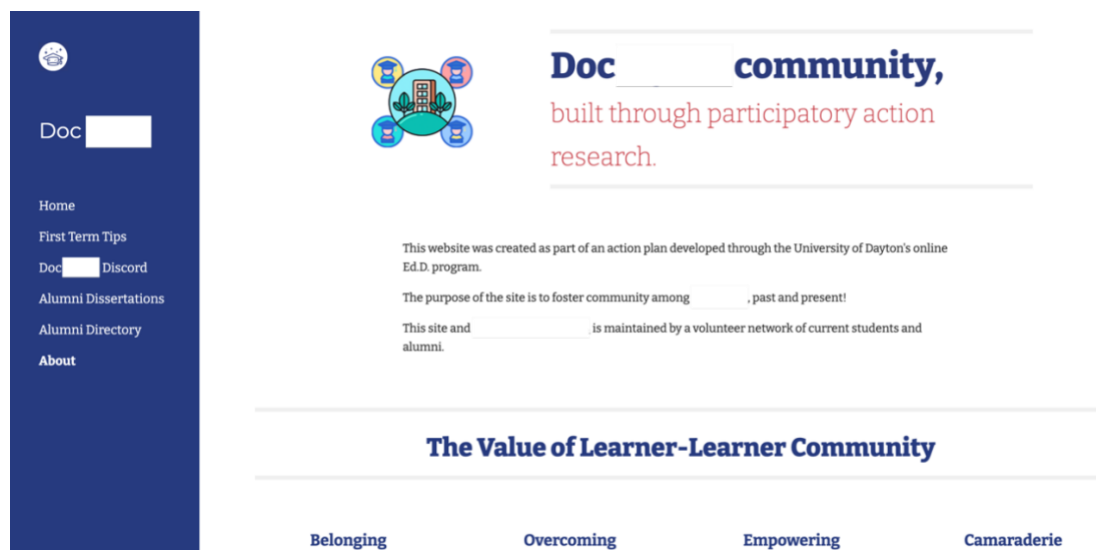 Doc
Home
First Term Tips
Doc Discord
Alumni Dissertations
Alumni Directory
About
Doc community,
built through participatory action
research.
This website was created as part of an action plan developed through the University of Dayton's online
Ed.D. program.
The purpose of the site is to foster community among , past and present!
This site and is maintained by a volunteer network of current students and
alumni.
The Value of Learner-Learner Community
Belonging
Overcoming
Empowering
Camaraderie